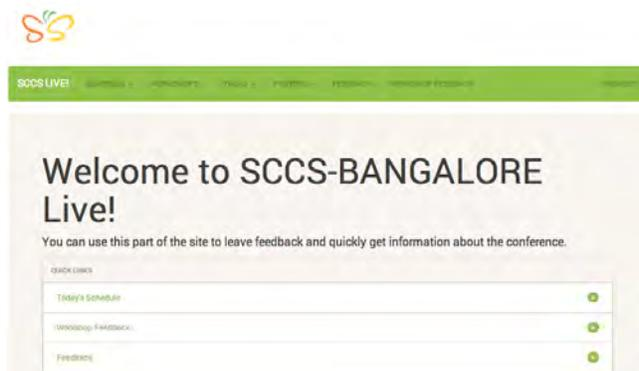 SCCS LIVE!
Welcome to SCCS-BANGALORE
Live!
You can use this part of the site to leave feedback and quickly get information about the conference.
QUICK LINKS
Today's Schedule
Workshop Feedback
Feedback